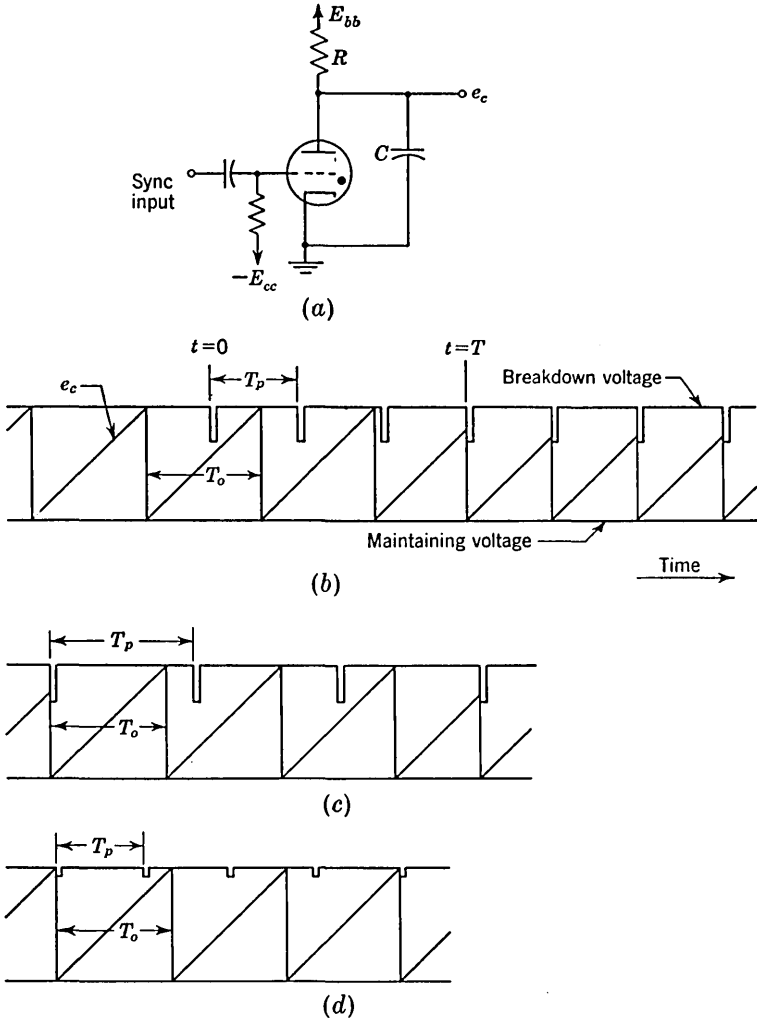 E_bb
R
e_c
C
Sync
input
−E_cc
(a)
t=0
t=T
T_p
e_c
Breakdown voltage
T_o
Maintaining voltage
Time
(b)
T_p
T_o
(c)
T_p
T_o
(d)